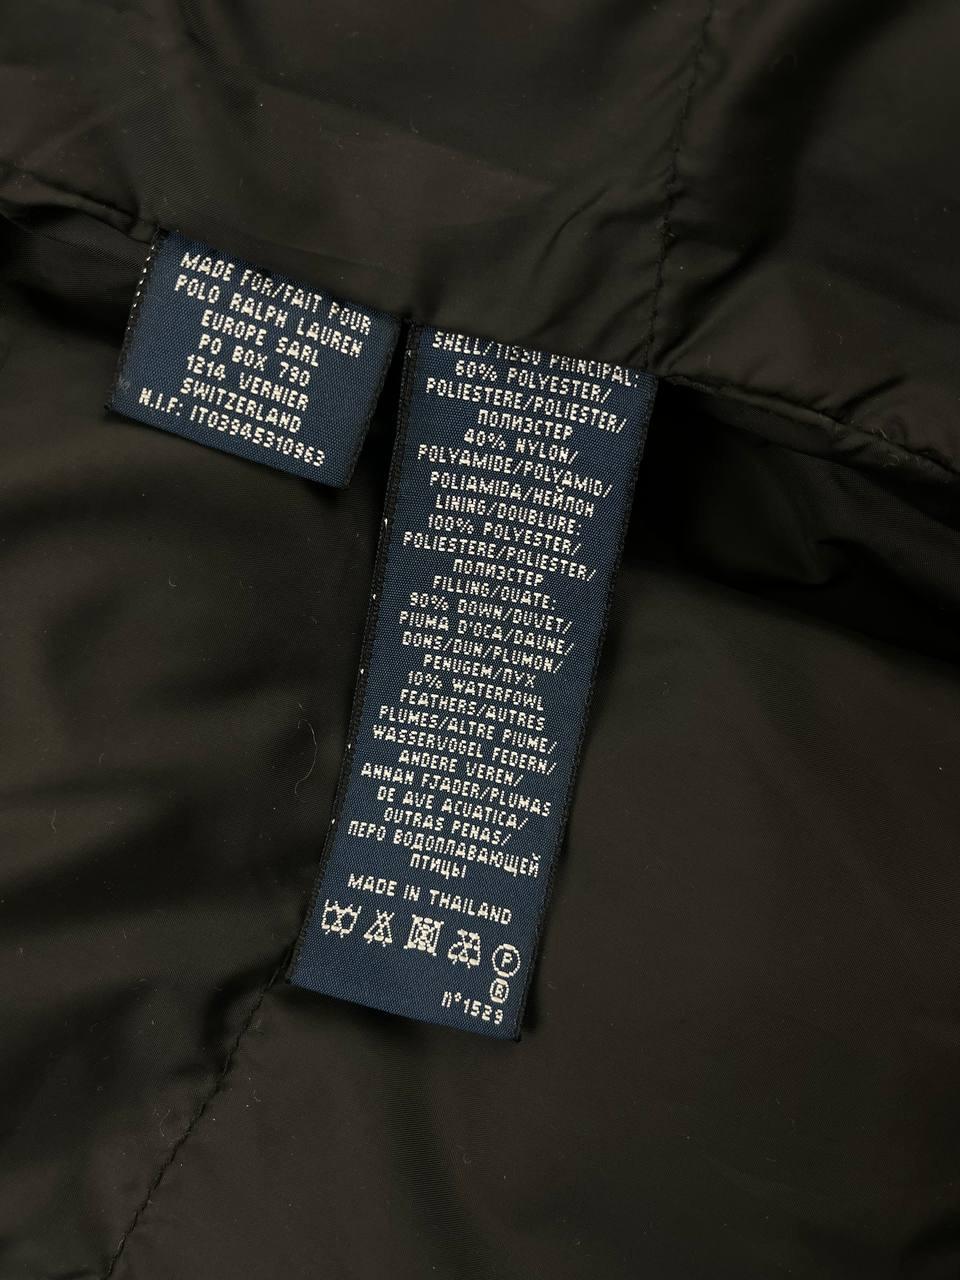 MADE FOR/FAIT POUR
POLO RALPH LAUREN
EUROPE SARL
PO BOX 790
1214 VERNIER
SWITZERLAND
N.I.F: IT03945310963
SHELL/TISSU PRINCIPAL:
60% POLYESTER/
POLIESTERE/POLIESTER/
ПОЛИЭСТЕР
40% NYLON/
POLYAMIDE/POLYAMID/
POLIAMIDA/НЕЙЛОН
LINING/DOUBLURE:
100% POLYESTER/
POLIESTERE/POLIESTER/
ПОЛИЭСТЕР
FILLING/OUATE:
90% DOWN/DUVET/
PIUMA D'OCA/DAUNE/
DONS/DUN/PLUMON/
PENUGEM/ПУХ
10% WATERFOWL
FEATHERS/AUTRES
PLUMES/ALTRE PIUME/
WASSERVOGEL FEDERN/
ANDERE VEREN/
ANNAN FJADER/PLUMAS
DE AVE ACUATICA/
OUTRAS PENAS/
ПЕРО ВОДОПЛАВАЮЩЕЙ
ПТИЦЫ
MADE IN THAILAND
P
R
n°1529